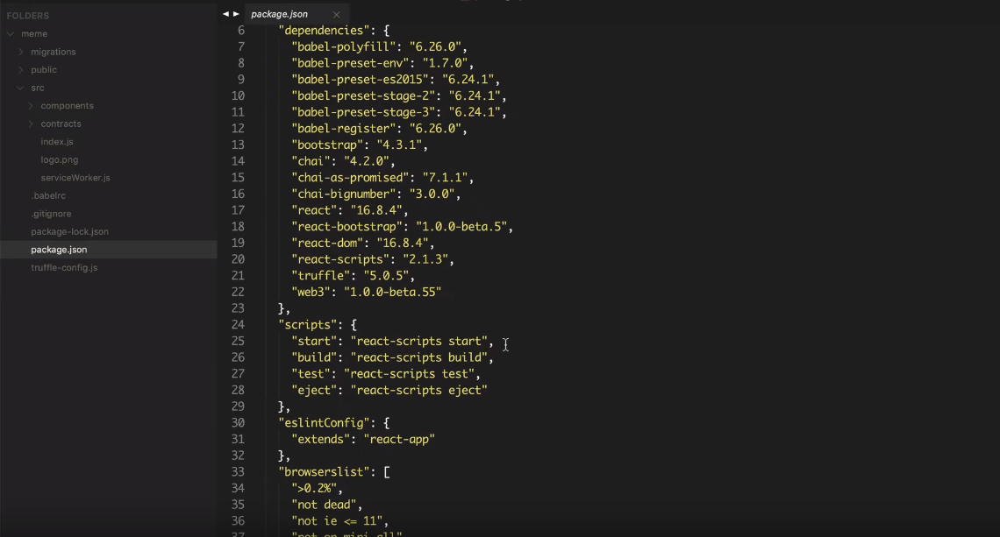 FOLDERS
meme
migrations
public
src
components
contracts
index.js
logo.png
serviceWorker.js
.babelrc
.gitignore
package-lock.json
package.json
truffle-config.js
package.json
6 "dependencies": {
7 "babel-polyfill": "6.26.0",
8 "babel-preset-env": "1.7.0",
9 "babel-preset-es2015": "6.24.1",
10 "babel-preset-stage-2": "6.24.1",
11 "babel-preset-stage-3": "6.24.1",
12 "babel-register": "6.26.0",
13 "bootstrap": "4.3.1",
14 "chai": "4.2.0",
15 "chai-as-promised": "7.1.1",
16 "chai-bignumber": "3.0.0",
17 "react": "16.8.4",
18 "react-bootstrap": "1.0.0-beta.5",
19 "react-dom": "16.8.4",
20 "react-scripts": "2.1.3",
21 "truffle": "5.0.5",
22 "web3": "1.0.0-beta.55"
23 },
24 "scripts": {
25 "start": "react-scripts start",
26 "build": "react-scripts build",
27 "test": "react-scripts test",
28 "eject": "react-scripts eject"
29 },
30 "eslintConfig": {
31 "extends": "react-app"
32 },
33 "browserslist": [
34 ">0.2%",
35 "not dead",
36 "not ie <= 11",
37 "not op_mini all"